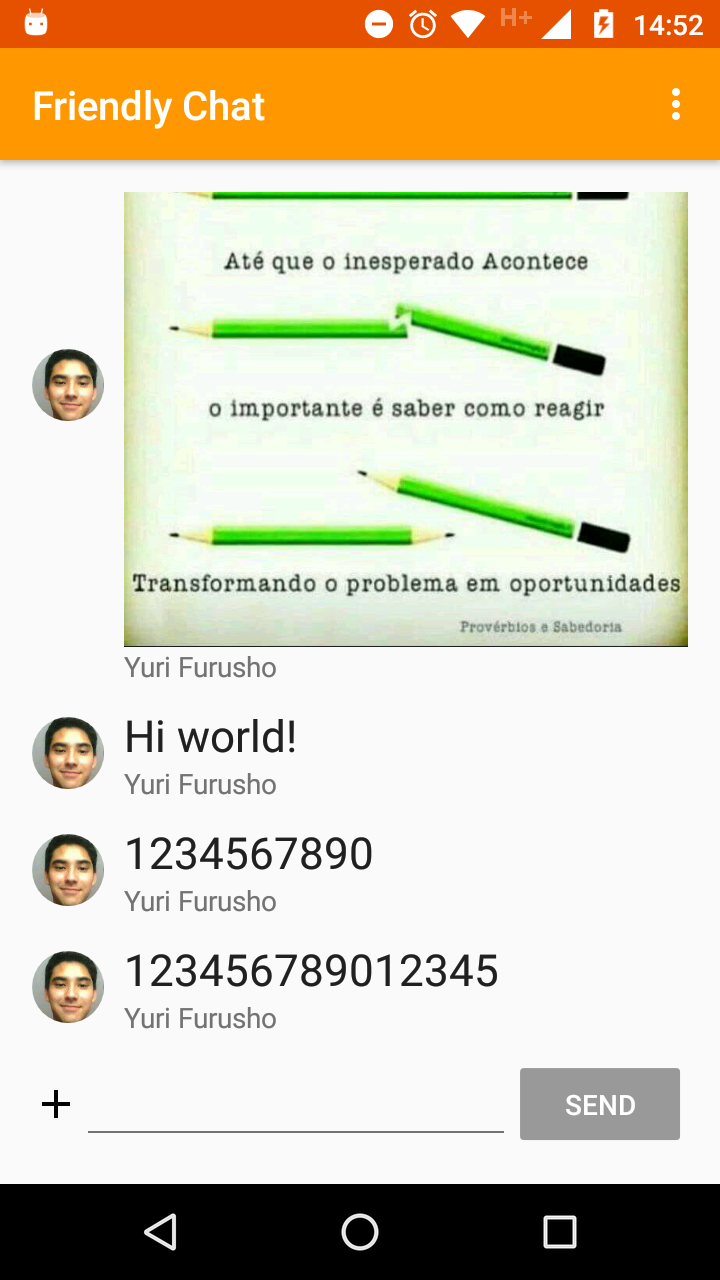 H+ 14:52
Friendly Chat
Até que o inesperado Acontece
o importante é saber como reagir
Transformando o problema em oportunidades
Provérbios e Sabedoria
Yuri Furusho
Hi world!
Yuri Furusho
1234567890
Yuri Furusho
123456789012345
Yuri Furusho
SEND